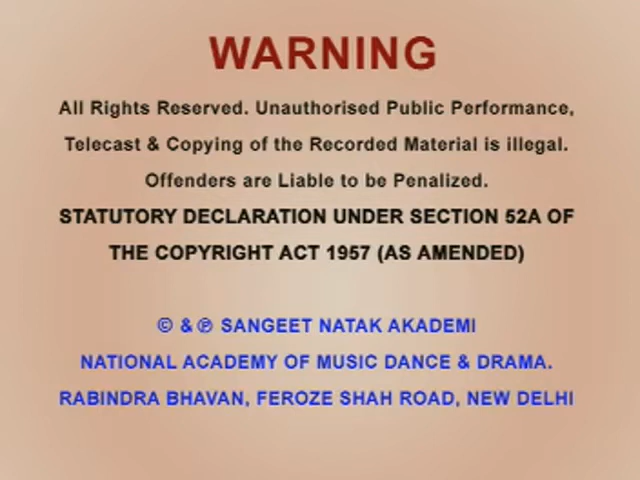 WARNING
All Rights Reserved. Unauthorised Public Performance,
Telecast & Copying of the Recorded Material is illegal.
Offenders are Liable to be Penalized.
STATUTORY DECLARATION UNDER SECTION 52A OF
THE COPYRIGHT ACT 1957 (AS AMENDED)
© & ℗ SANGEET NATAK AKADEMI
NATIONAL ACADEMY OF MUSIC DANCE & DRAMA.
RABINDRA BHAVAN, FEROZE SHAH ROAD, NEW DELHI